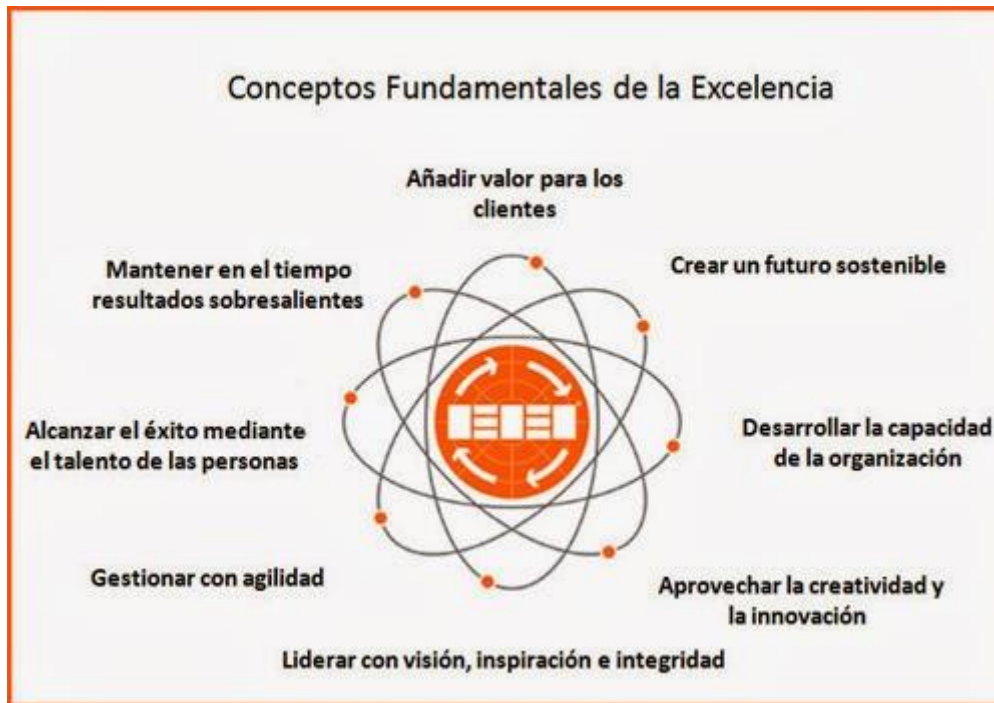 Conceptos Fundamentales de la Excelencia
Añadir valor para los
clientes
Crear un futuro sostenible
Desarrollar la capacidad
de la organización
Aprovechar la creatividad y
la innovación
Liderar con visión, inspiración e integridad
Gestionar con agilidad
Alcanzar el éxito mediante
el talento de las personas
Mantener en el tiempo
resultados sobresalientes